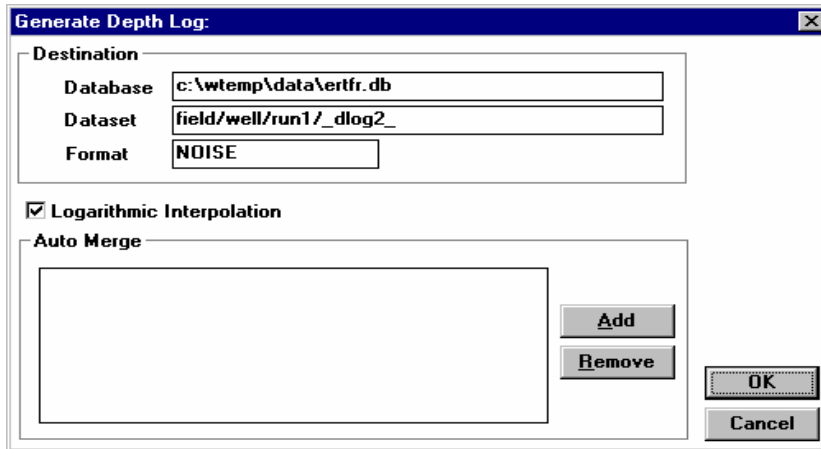 Generate Depth Log:
Destination
Database c:\wtemp\data\ertfr.db
Dataset field/well/run1/_dlog2_
Format NOISE
Logarithmic Interpolation
Auto Merge
Add
Remove
OK
Cancel